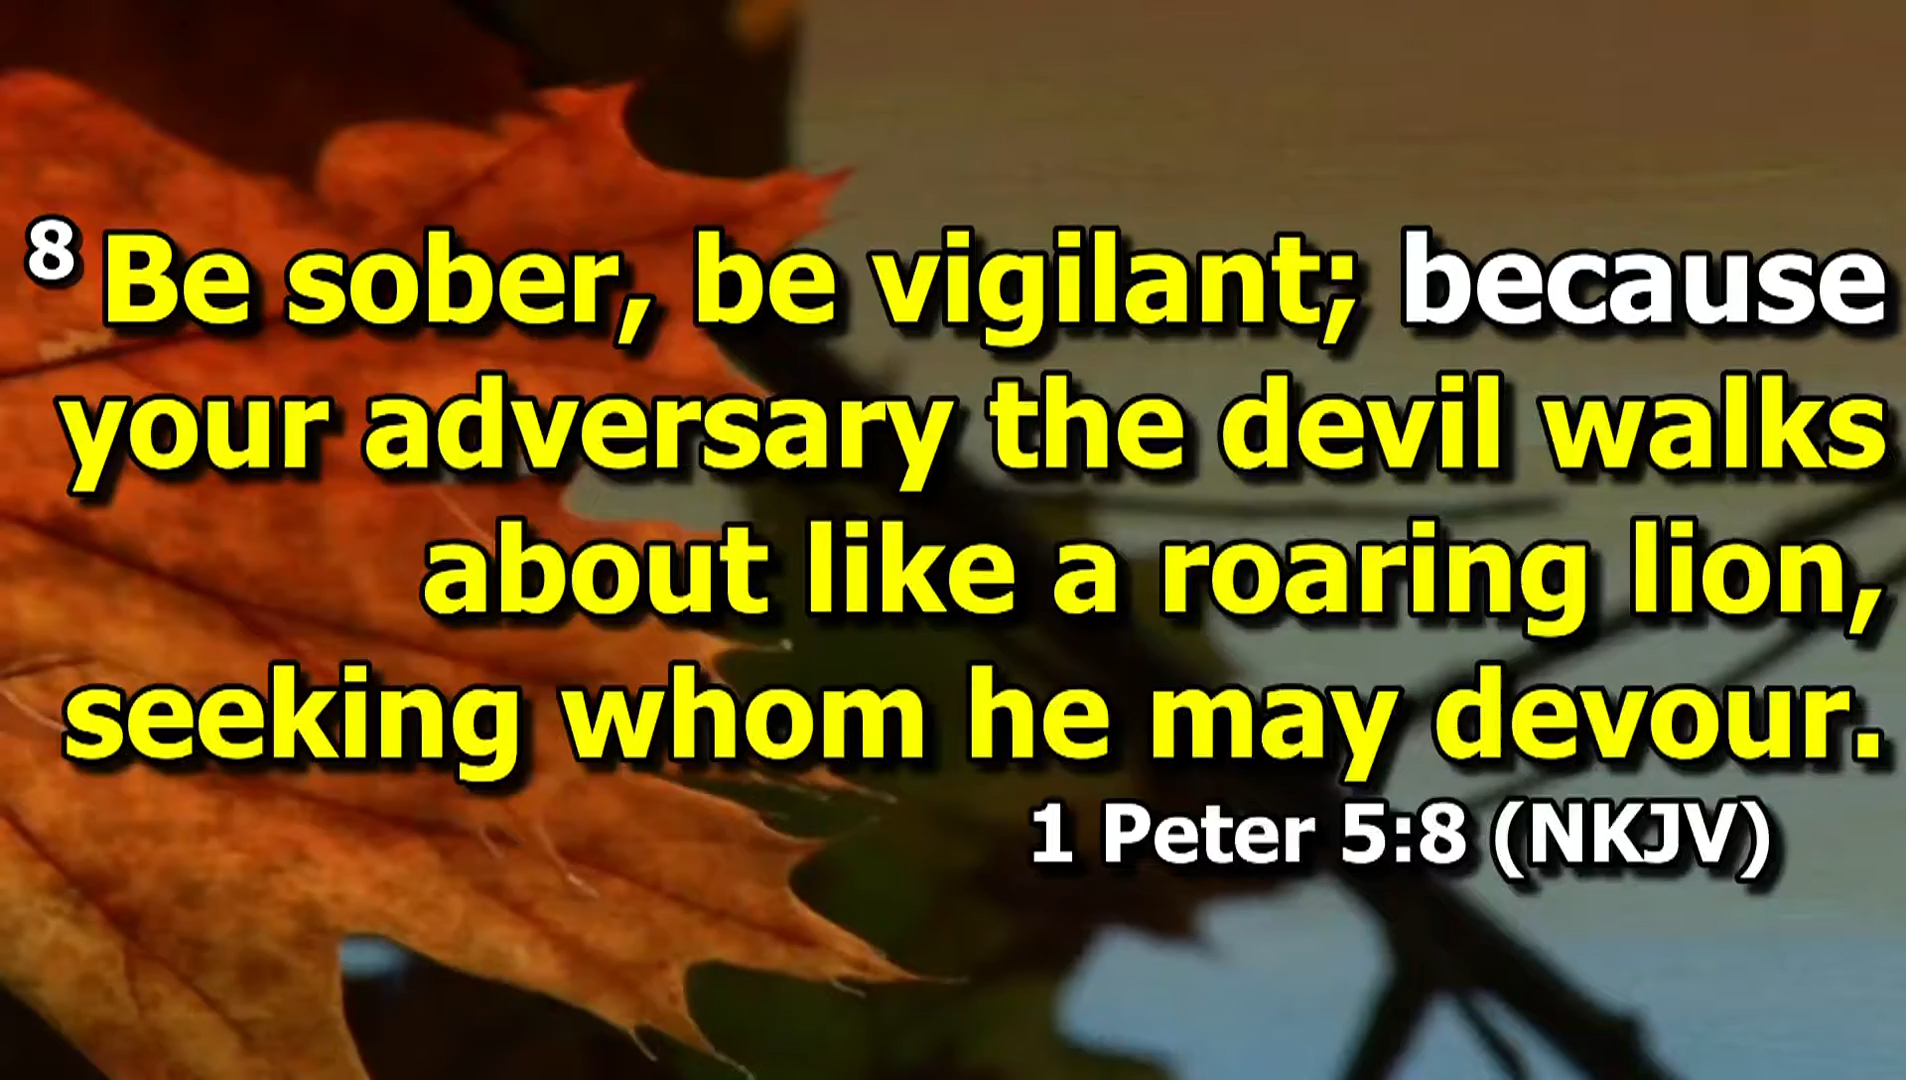 8 Be sober, be vigilant; because
your adversary the devil walks
about like a roaring lion,
seeking whom he may devour.
1 Peter 5:8 (NKJV)